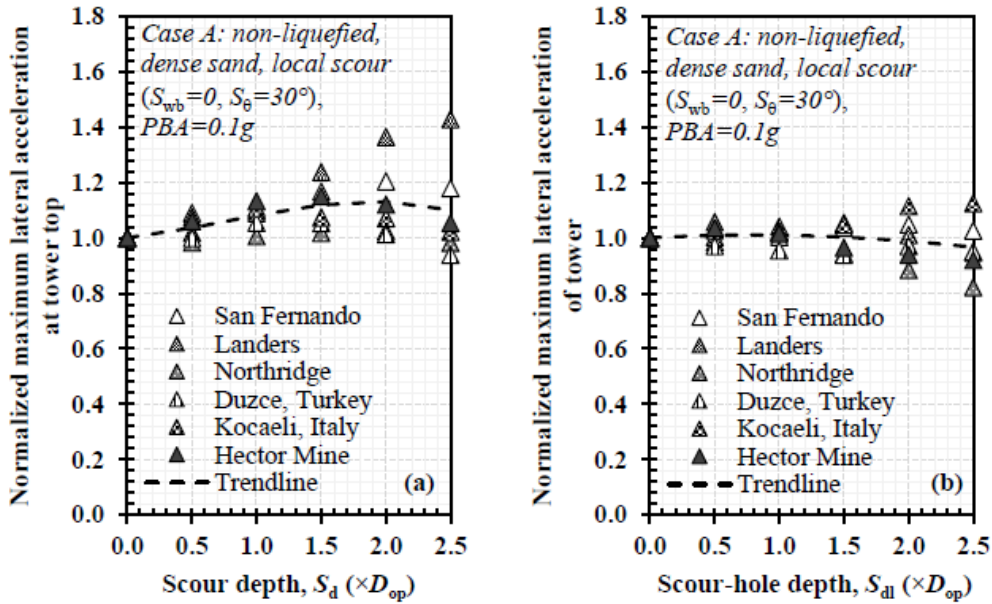 Normalized maximum lateral acceleration
at tower top
1.8
1.6
1.4
1.2
1.0
0.8
0.6
0.4
0.2
0.0
Case A: non-liquefied,
dense sand, local scour
(Swb=0, Sθ=30°),
PBA=0.1g
San Fernando
Landers
Northridge
Duzce, Turkey
Kocaeli, Italy
Hector Mine
Trendline
(a)
0.0 0.5 1.0 1.5 2.0 2.5
Scour depth, Sd (×Dop)
Normalized maximum lateral acceleration
of tower
1.8
1.6
1.4
1.2
1.0
0.8
0.6
0.4
0.2
0.0
Case A: non-liquefied,
dense sand, local scour
(Swb=0, Sθ=30°),
PBA=0.1g
San Fernando
Landers
Northridge
Duzce, Turkey
Kocaeli, Italy
Hector Mine
Trendline
(b)
0.0 0.5 1.0 1.5 2.0 2.5
Scour-hole depth, Sdl (×Dop)